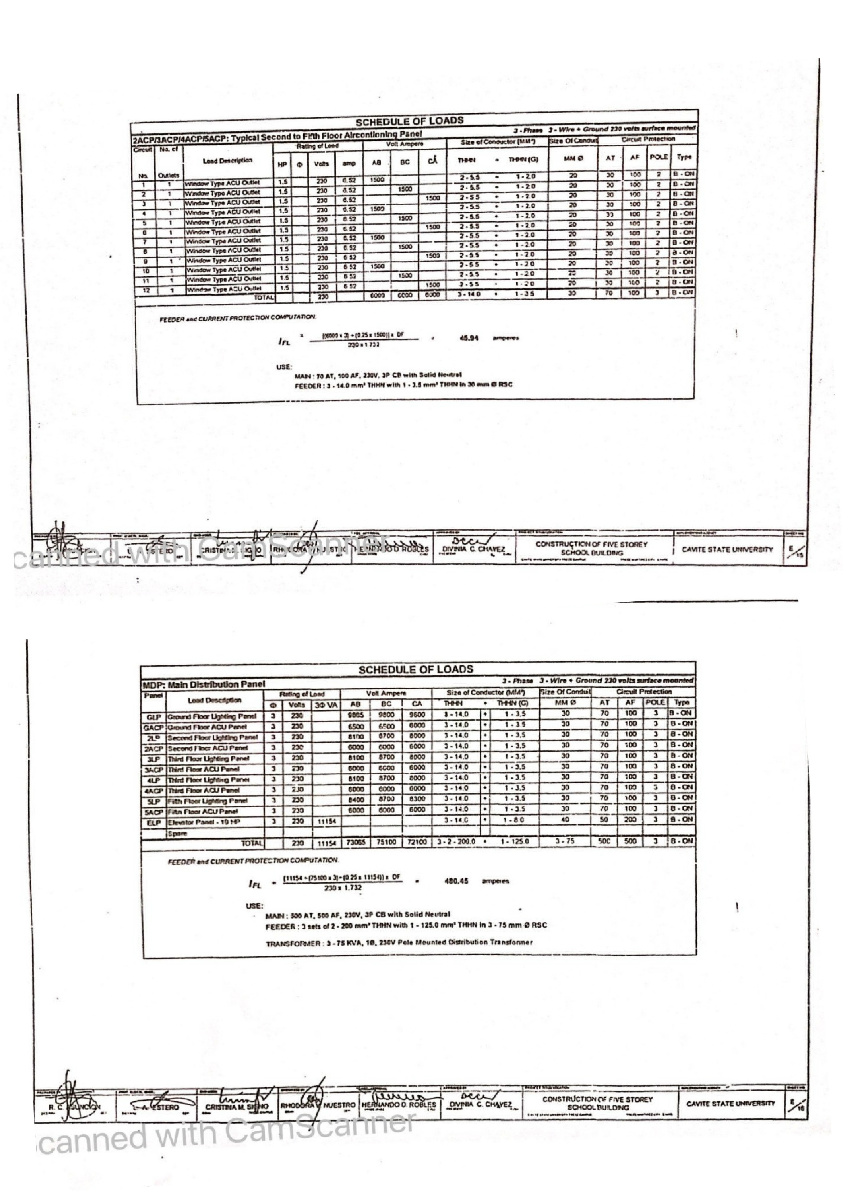 SCHEDULE OF LOADS
2ACP/3ACP/4ACP/5ACP: Typical Second to Fifth Floor Airconlinning Panel 3 - Phase 3 - Wire + Ground 230 volts surface mounted
Circuit No. of Load Description Rating of Load Volt Ampere Size of Conductor (MM²) Size Of Conduit Circuit Protection
No. Outlets HP Φ Volts amp AB BC CA THHN + THHN (G) MM Ø AT AF POLE Type
1 1 Window Type ACU Outlet 1.5 230 6.52 1500 2 - 5.5 + 1 - 2.0 20 30 100 2 B - ON
2 1 Window Type ACU Outlet 1.5 230 6.52 1500 2 - 5.5 + 1 - 2.0 20 30 100 2 B - ON
3 1 Window Type ACU Outlet 1.5 230 6.52 1500 2 - 5.5 + 1 - 2.0 20 30 100 2 B - ON
4 1 Window Type ACU Outlet 1.5 230 6.52 1500 2 - 5.5 + 1 - 2.0 20 30 100 2 B - ON
5 1 Window Type ACU Outlet 1.5 230 6.52 1500 2 - 5.5 + 1 - 2.0 20 30 100 2 B - ON
6 1 Window Type ACU Outlet 1.5 230 6.52 1500 2 - 5.5 + 1 - 2.0 20 30 100 2 B - ON
7 1 Window Type ACU Outlet 1.5 230 6.52 1500 2 - 5.5 + 1 - 2.0 20 30 100 2 B - ON
8 1 Window Type ACU Outlet 1.5 230 6.52 1500 2 - 5.5 + 1 - 2.0 20 30 100 2 B - ON
9 1 Window Type ACU Outlet 1.5 230 6.52 1500 2 - 5.5 + 1 - 2.0 20 30 100 2 B - ON
10 1 Window Type ACU Outlet 1.5 230 6.52 1500 2 - 5.5 + 1 - 2.0 20 30 100 2 B - ON
11 1 Window Type ACU Outlet 1.5 230 6.52 1500 2 - 5.5 + 1 - 2.0 20 30 100 2 B - ON
12 1 Window Type ACU Outlet 1.5 230 6.52 1500 2 - 5.5 + 1 - 2.0 20 30 100 2 B - ON
TOTAL 230 6000 6000 6000 3 - 14.0 + 1 - 3.5 30 70 100 3 B - ON
FEEDER and CURRENT PROTECTION COMPUTATION:
IFL = [(6000 x 3) + (0.25 x 1500)] x DF = 45.94 amperes
230 x 1.732
USE:
MAIN : 70 AT, 100 AF, 230V, 3P CB with Solid Neutral
FEEDER : 3 - 14.0 mm² THHN with 1 - 3.5 mm² THHN in 30 mm Ø RSC
ESTERO CRISTINA HERNANDO D. ROBLES DIVINIA C. CHAVEZ CONSTRUCTION OF FIVE STOREY CAVITE STATE UNIVERSITY E
SCHOOL BUILDING 15
canned with CamScanner
SCHEDULE OF LOADS
MDP: Main Distribution Panel 3 - Phase 3 - Wire + Ground 230 volts surface mounted
Panel Load Description Rating of Load Volt Ampere Size of Conductor (MM²) Size Of Conduit Circuit Protection
Φ Volts 3Φ VA AB BC CA THHN + THHN (G) MM Ø AT AF POLE Type
GLP Ground Floor Lighting Panel 3 230 9865 9800 9600 3 - 14.0 + 1 - 3.5 30 70 100 3 B - ON
GACP Ground Floor ACU Panel 3 230 6500 6500 6000 3 - 14.0 + 1 - 3.5 30 70 100 3 B - ON
2LP Second Floor Lighting Panel 3 230 8100 8700 8000 3 - 14.0 + 1 - 3.5 30 70 100 3 B - ON
2ACP Second Floor ACU Panel 3 230 6000 6000 6000 3 - 14.0 + 1 - 3.5 30 70 100 3 B - ON
3LP Third Floor Lighting Panel 3 230 8100 8700 8000 3 - 14.0 + 1 - 3.5 30 70 100 3 B - ON
3ACP Third Floor ACU Panel 3 230 6000 6000 6000 3 - 14.0 + 1 - 3.5 30 70 100 3 B - ON
4LP Third Floor Lighting Panel 3 230 8100 8700 8000 3 - 14.0 + 1 - 3.5 30 70 100 3 B - ON
4ACP Third Floor ACU Panel 3 230 6000 6000 6000 3 - 14.0 + 1 - 3.5 30 70 100 3 B - ON
5LP Fifth Floor Lighting Panel 3 230 8400 8700 8300 3 - 14.0 + 1 - 3.5 30 70 100 3 B - ON
5ACP Fifth Floor ACU Panel 3 230 6000 6000 6000 3 - 14.0 + 1 - 3.5 30 70 100 3 B - ON
ELP Elevator Panel - 10 HP 3 230 11154 3 - 14.0 + 1 - 8.0 40 50 200 3 B - ON
Spare
TOTAL 230 11154 73065 75100 72100 3 - 2 - 200.0 + 1 - 125.0 3 - 75 500 500 3 B - ON
FEEDER and CURRENT PROTECTION COMPUTATION:
IFL = [11154 + (75100 x 3) + (0.25 x 11154)] x DF = 480.45 amperes
230 x 1.732
USE:
MAIN : 500 AT, 500 AF, 230V, 3P CB with Solid Neutral
FEEDER : 3 sets of 2 - 200 mm² THHN with 1 - 125.0 mm² THHN in 3 - 75 mm Ø RSC
TRANSFORMER : 3 - 75 KVA, 1Ø, 230V Pole Mounted Distribution Transformer
ESTERO CRISTINA M. RHODORA NUESTRO HERNANDO D. ROBLES DIVINIA C. CHAVEZ CONSTRUCTION OF FIVE STOREY CAVITE STATE UNIVERSITY E
SCHOOL BUILDING 16
canned with CamScanner